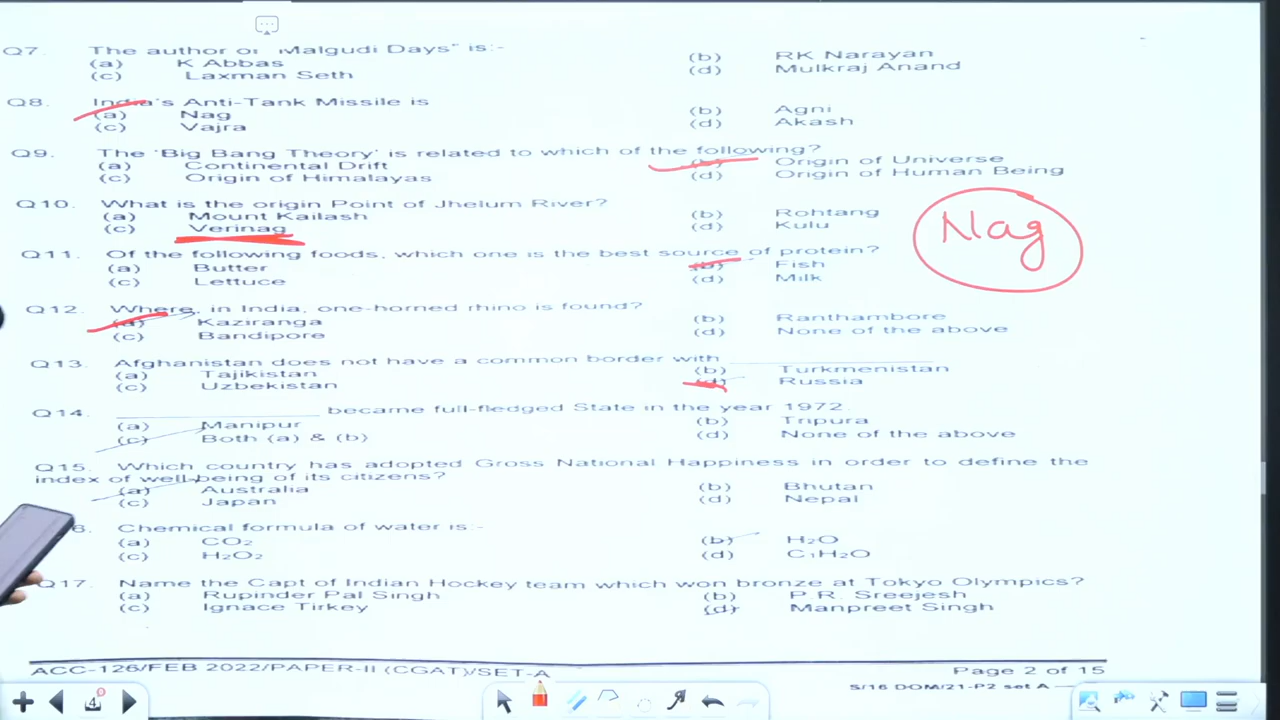 Q7. The author of "Malgudi Days" is:-
(a) K Abbas (b) RK Narayan
(c) Laxman Seth (d) Mulkraj Anand
Q8. India's Anti-Tank Missile is
(a) Nag (b) Agni
(c) Vajra (d) Akash
Q9. The 'Big Bang Theory' is related to which of the following?
(a) Continental Drift (b) Origin of Universe
(c) Origin of Himalayas (d) Origin of Human Being
Q10. What is the origin Point of Jhelum River?
(a) Mount Kailash (b) Rohtang
(c) Verinag (d) Kulu
Nag
Q11. Of the following foods, which one is the best source of protein?
(a) Butter (b) Fish
(c) Lettuce (d) Milk
Q12. Where, in India, one-horned rhino is found?
(a) Kaziranga (b) Ranthambore
(c) Bandipore (d) None of the above
Q13. Afghanistan does not have a common border with ____________
(a) Tajikistan (b) Turkmenistan
(c) Uzbekistan (d) Russia
Q14. ____________ became full-fledged State in the year 1972.
(a) Manipur (b) Tripura
(c) Both (a) & (b) (d) None of the above
Q15. Which country has adopted Gross National Happiness in order to define the
index of well-being of its citizens?
(a) Australia (b) Bhutan
(c) Japan (d) Nepal
6. Chemical formula of water is:-
(a) CO₂ (b) H₂O
(c) H₂O₂ (d) C₁H₂O
Q17. Name the Capt of Indian Hockey team which won bronze at Tokyo Olympics?
(a) Rupinder Pal Singh (b) P.R. Sreejesh
(c) Ignace Tirkey (d) Manpreet Singh
ACC-126/FEB 2022/PAPER-II (CGAT)/SET-A Page 2 of 15
S/16 DOM/21-P2 set A
4